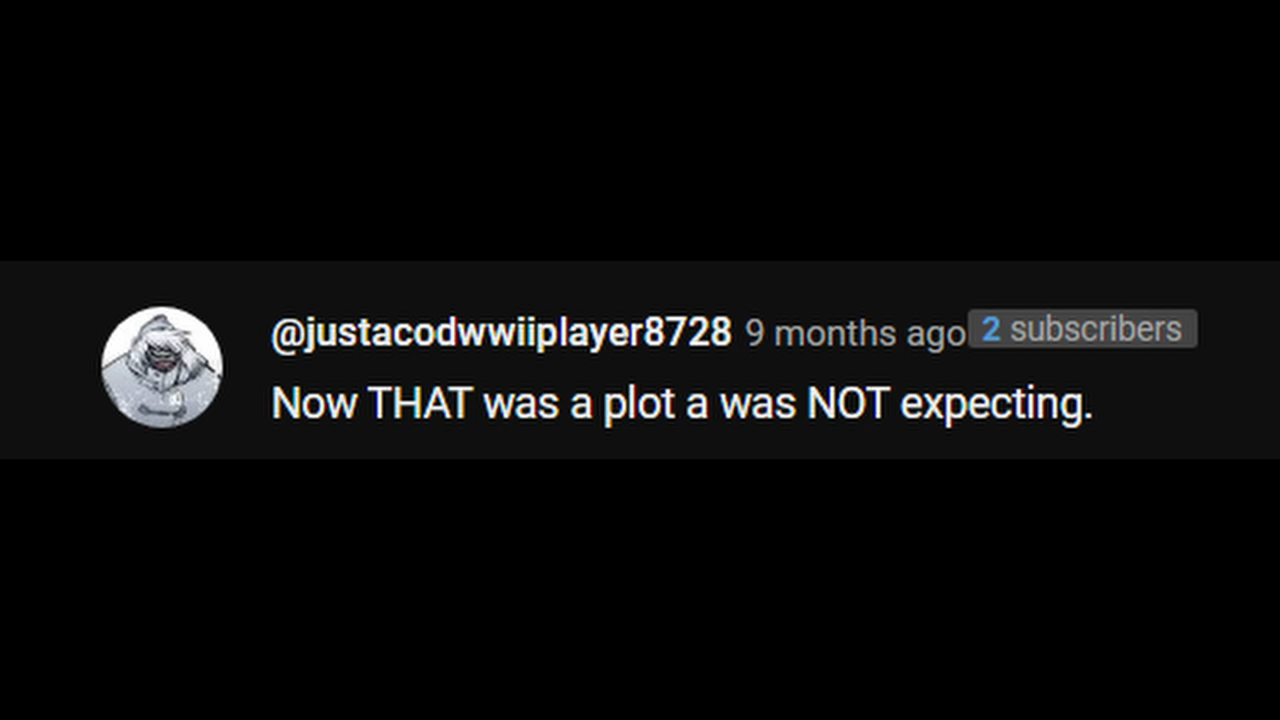 @justacodwwiiplayer8728 9 months ago 2 subscribers
Now THAT was a plot a was NOT expecting.